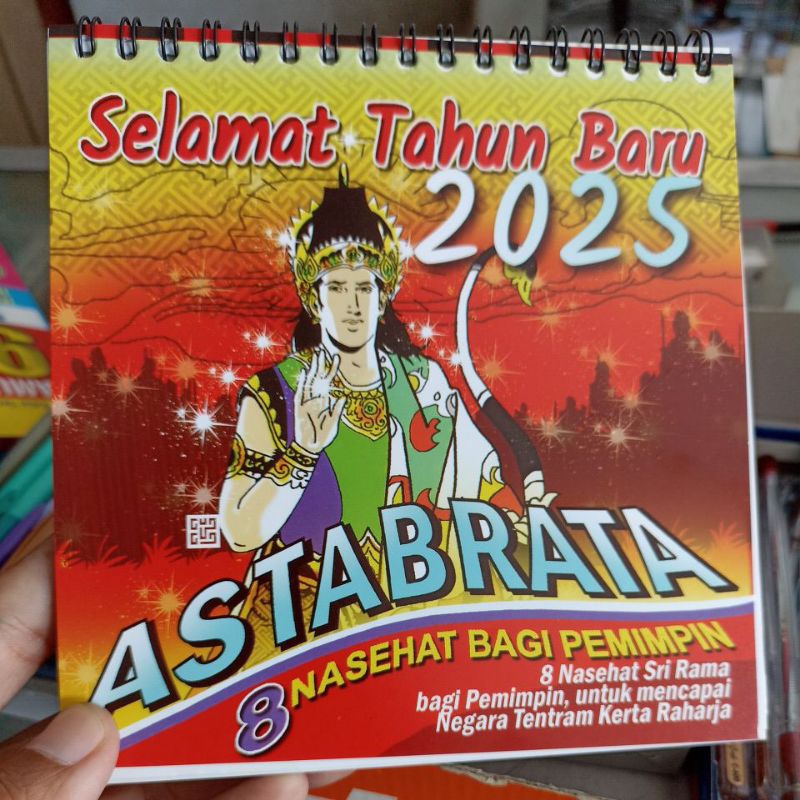 Selamat Tahun Baru
2025
ASTABRATA
8 NASEHAT BAGI PEMIMPIN
8 Nasehat Sri Rama
bagi Pemimpin, untuk mencapai
Negara Tentram Kerta Raharja